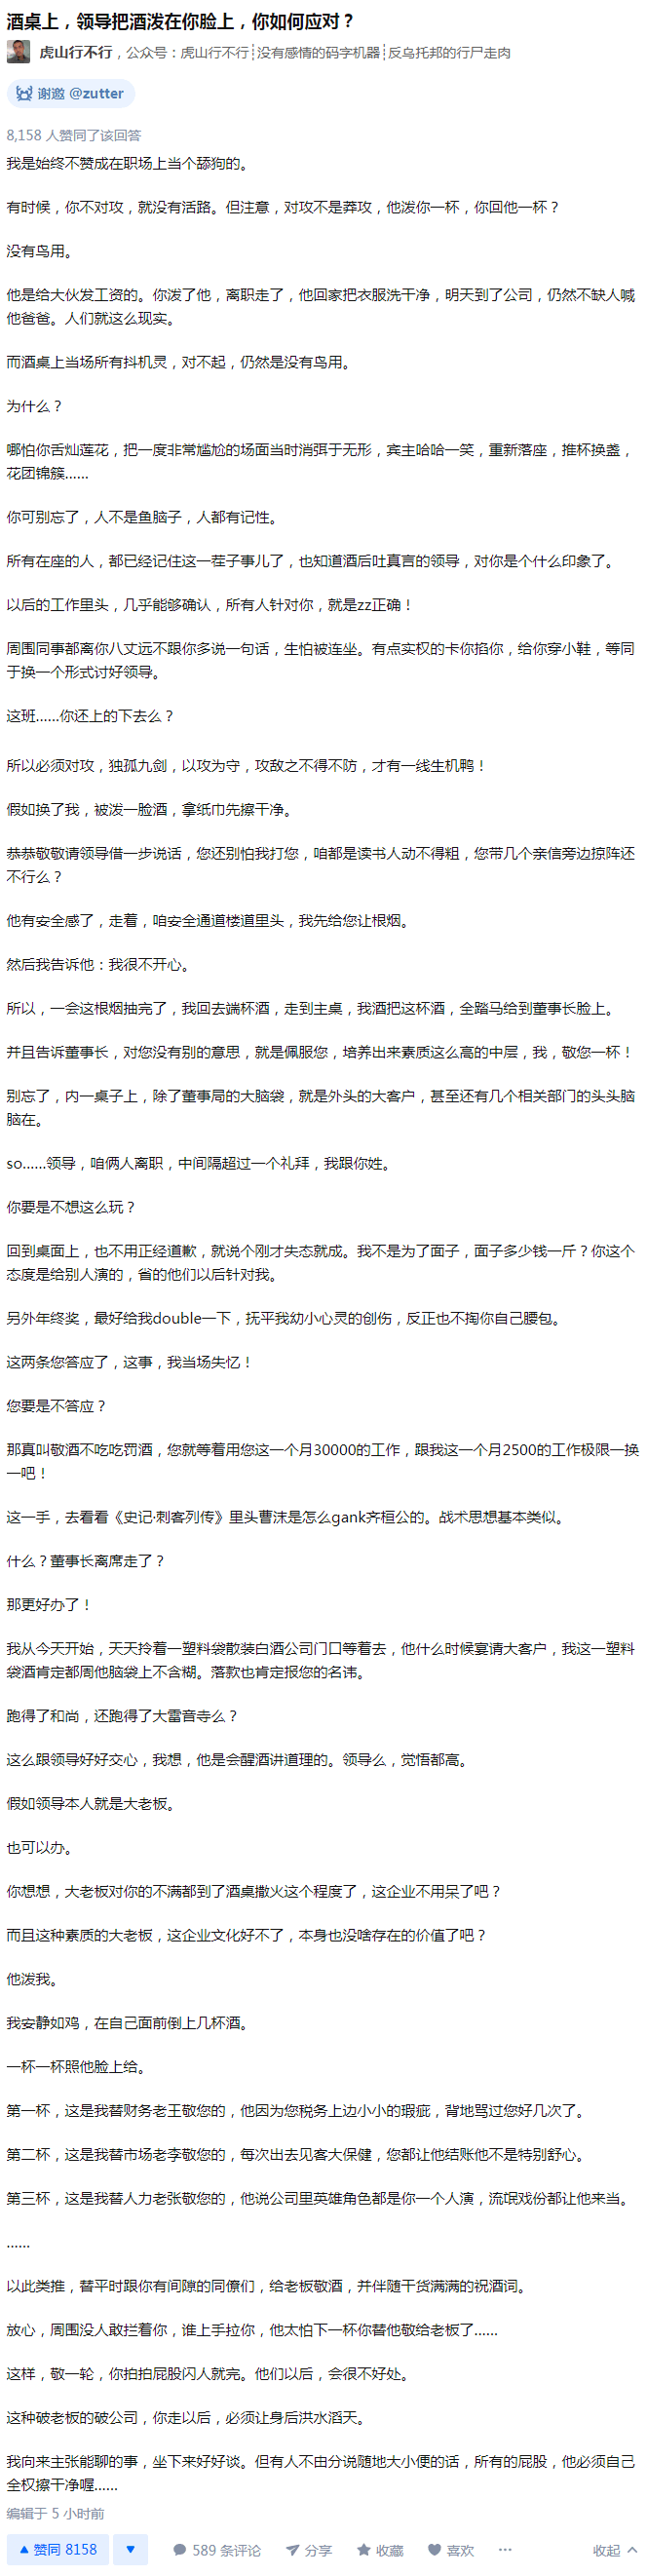 酒桌上，领导把酒泼在你脸上，你如何应对？
虎山行不行，公众号：虎山行不行┊没有感情的码字机器┊反乌托邦的行尸走肉
谢邀 @zutter
8,158 人赞同了该回答
我是始终不赞成在职场上当个舔狗的。
有时候，你不对攻，就没有活路。但注意，对攻不是莽攻，他泼你一杯，你回他一杯？
没有鸟用。
他是给大伙发工资的。你泼了他，离职走了，他回家把衣服洗干净，明天到了公司，仍然不缺人喊
他爸爸。人们就这么现实。
而酒桌上当场所有抖机灵，对不起，仍然是没有鸟用。
为什么？
哪怕你舌灿莲花，把一度非常尴尬的场面当时消弭于无形，宾主哈哈一笑，重新落座，推杯换盏，
花团锦簇……
你可别忘了，人不是鱼脑子，人都有记性。
所有在座的人，都已经记住这一茬子事儿了，也知道酒后吐真言的领导，对你是个什么印象了。
以后的工作里头，几乎能够确认，所有人针对你，就是zz正确！
周围同事都离你八丈远不跟你多说一句话，生怕被连坐。有点实权的卡你掐你，给你穿小鞋，等同
于换一个形式讨好领导。
这班……你还上的下去么？
所以必须对攻，独孤九剑，以攻为守，攻敌之不得不防，才有一线生机鸭！
假如换了我，被泼一脸酒，拿纸巾先擦干净。
恭恭敬敬请领导借一步说话，您还别怕我打您，咱都是读书人动不得粗，您带几个亲信旁边掠阵还
不行么？
他有安全感了，走着，咱安全通道楼道里头，我先给您让根烟。
然后我告诉他：我很不开心。
所以，一会这根烟抽完了，我回去端杯酒，走到主桌，我酒把这杯酒，全踏马给到董事长脸上。
并且告诉董事长，对您没有别的意思，就是佩服您，培养出来素质这么高的中层，我，敬您一杯！
别忘了，内一桌子上，除了董事局的大脑袋，就是外头的大客户，甚至还有几个相关部门的头头脑
脑在。
so……领导，咱俩人离职，中间隔超过一个礼拜，我跟你姓。
你要是不想这么玩？
回到桌面上，也不用正经道歉，就说个刚才失态就成。我不是为了面子，面子多少钱一斤？你这个
态度是给别人演的，省的他们以后针对我。
另外年终奖，最好给我double一下，抚平我幼小心灵的创伤，反正也不掏你自己腰包。
这两条您答应了，这事，我当场失忆！
您要是不答应？
那真叫敬酒不吃吃罚酒，您就等着用您这一个月30000的工作，跟我这一个月2500的工作极限一换
一吧！
这一手，去看看《史记·刺客列传》里头曹沫是怎么gank齐桓公的。战术思想基本类似。
什么？董事长离席走了？
那更好办了！
我从今天开始，天天拎着一塑料袋散装白酒公司门口等着去，他什么时候宴请大客户，我这一塑料
袋酒肯定都周他脑袋上不含糊。落款也肯定报您的名讳。
跑得了和尚，还跑得了大雷音寺么？
这么跟领导好好交心，我想，他是会醒酒讲道理的。领导么，觉悟都高。
假如领导本人就是大老板。
也可以办。
你想想，大老板对你的不满都到了酒桌撒火这个程度了，这企业不用呆了吧？
而且这种素质的大老板，这企业文化好不了，本身也没啥存在的价值了吧？
他泼我。
我安静如鸡，在自己面前倒上几杯酒。
一杯一杯照他脸上给。
第一杯，这是我替财务老王敬您的，他因为您税务上边小小的瑕疵，背地骂过您好几次了。
第二杯，这是我替市场老李敬您的，每次出去见客大保健，您都让他结账他不是特别舒心。
第三杯，这是我替人力老张敬您的，他说公司里英雄角色都是你一个人演，流氓戏份都让他来当。
……
以此类推，替平时跟你有间隙的同僚们，给老板敬酒，并伴随干货满满的祝酒词。
放心，周围没人敢拦着你，谁上手拉你，他太怕下一杯你替他敬给老板了……
这样，敬一轮，你拍拍屁股闪人就完。他们以后，会很不好处。
这种破老板的破公司，你走以后，必须让身后洪水滔天。
我向来主张能聊的事，坐下来好好谈。但有人不由分说随地大小便的话，所有的屁股，他必须自己
全权擦干净喔……
编辑于 5 小时前
赞同 8158 589 条评论 分享 收藏 喜欢 ··· 收起